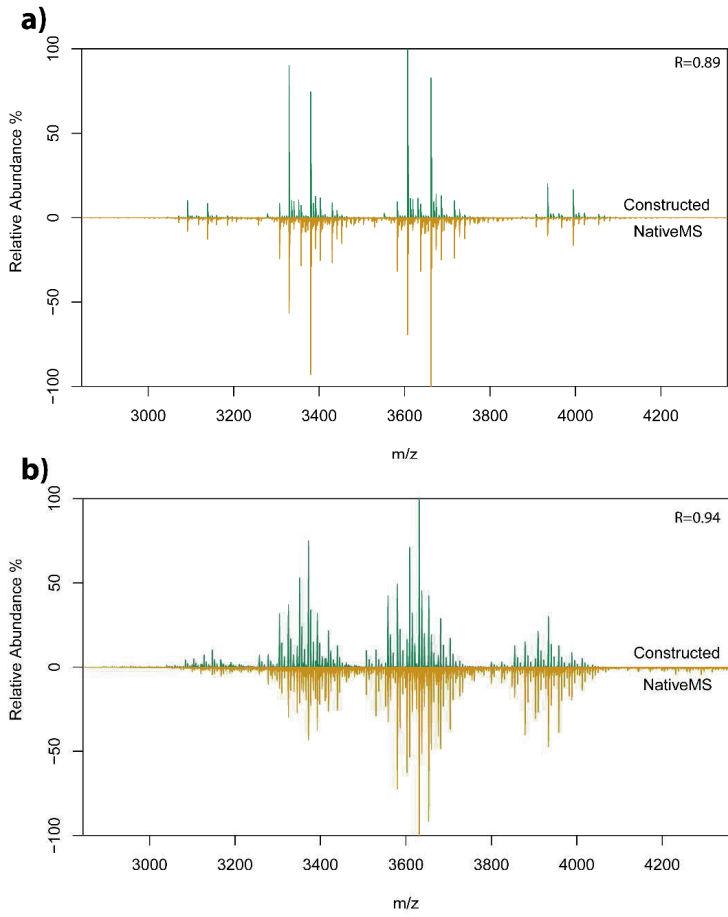 a)
100
R=0.89
50
Relative Abundance %
0
Constructed
NativeMS
−50
−100
3000 3200 3400 3600 3800 4000 4200
m/z
b)
100
R=0.94
50
Relative Abundance %
0
Constructed
NativeMS
−50
−100
3000 3200 3400 3600 3800 4000 4200
m/z